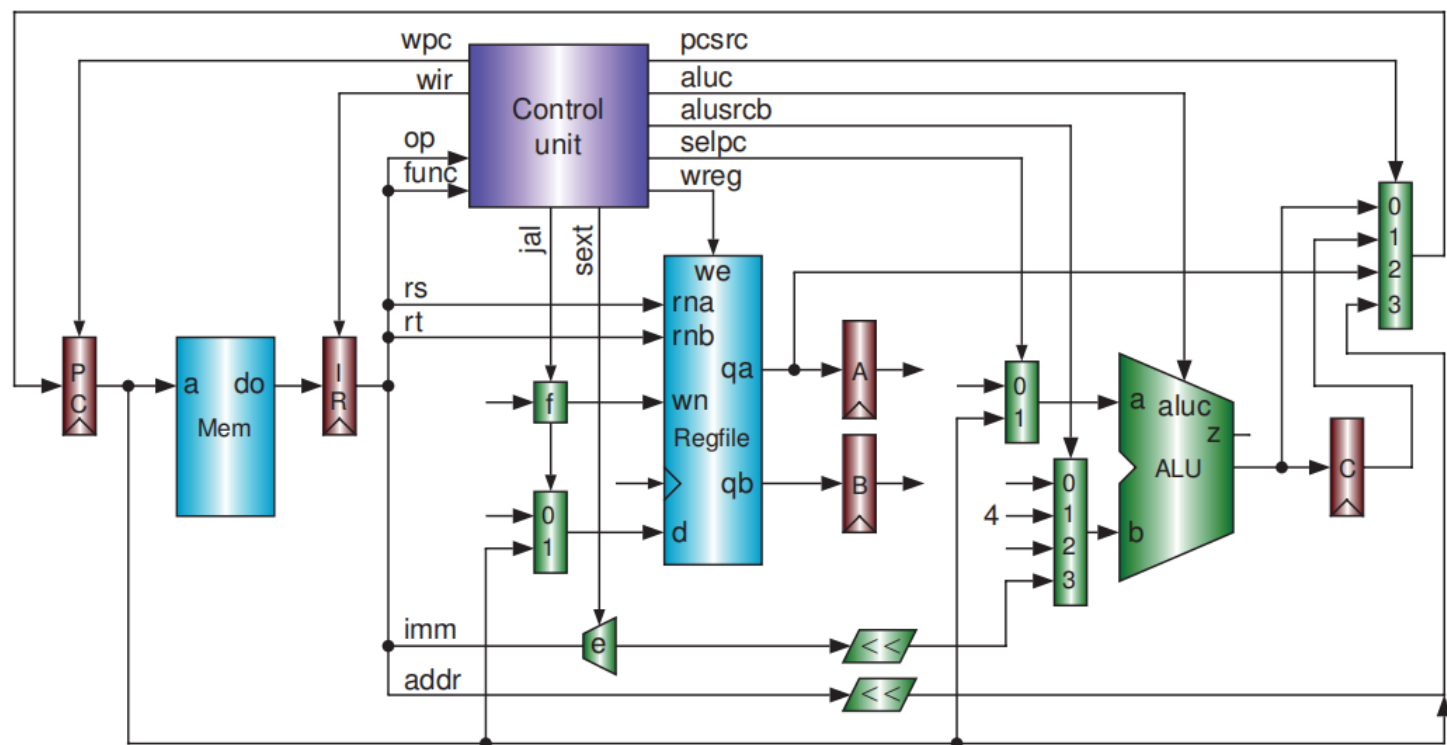 wpc
wir
op
func
Control
unit
pcsrc
aluc
alusrcb
selpc
wreg
jal
sext
rs
rt
we
rna
rnb
qa
wn
Regfile
qb
d
P
C
a
do
Mem
I
R
f
0
1
A
B
0
1
4
0
1
2
3
a
aluc
z
ALU
b
C
0
1
2
3
imm
e
<<
addr
<<